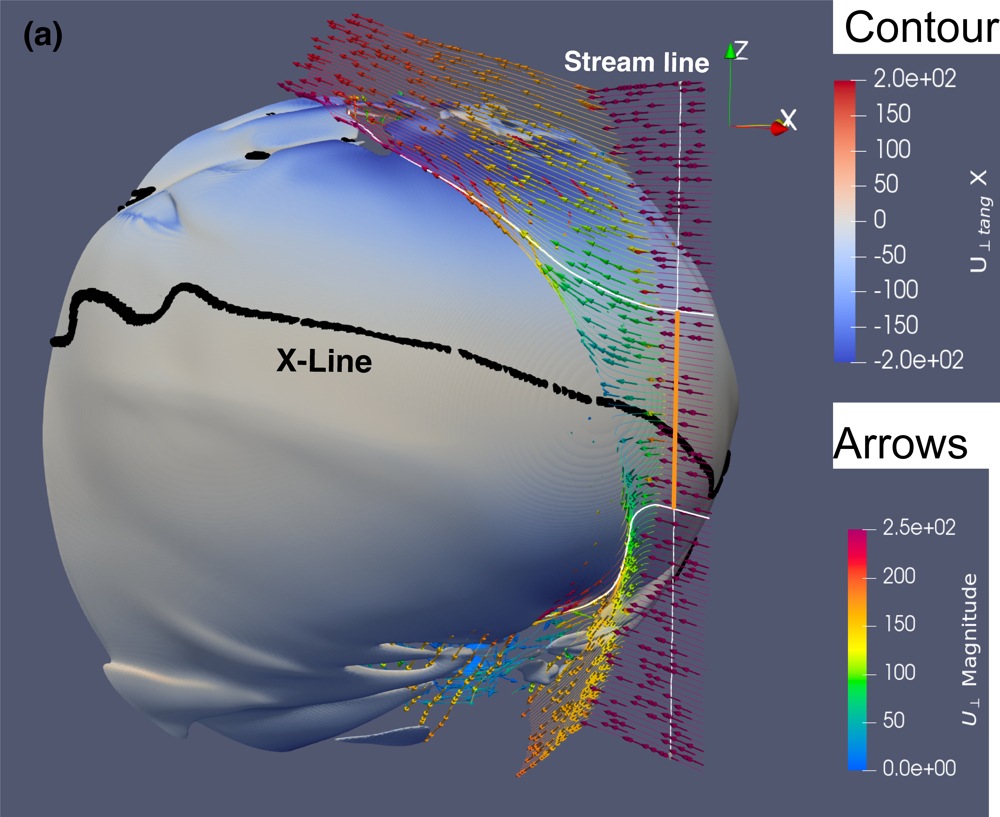 (a)
Stream line
Z
X
X-Line
Contour
2.0e+02
150
100
50
0
-50
-100
-150
-2.0e+02
U⊥tang X
Arrows
2.5e+02
200
150
100
50
0.0e+00
U⊥ Magnitude